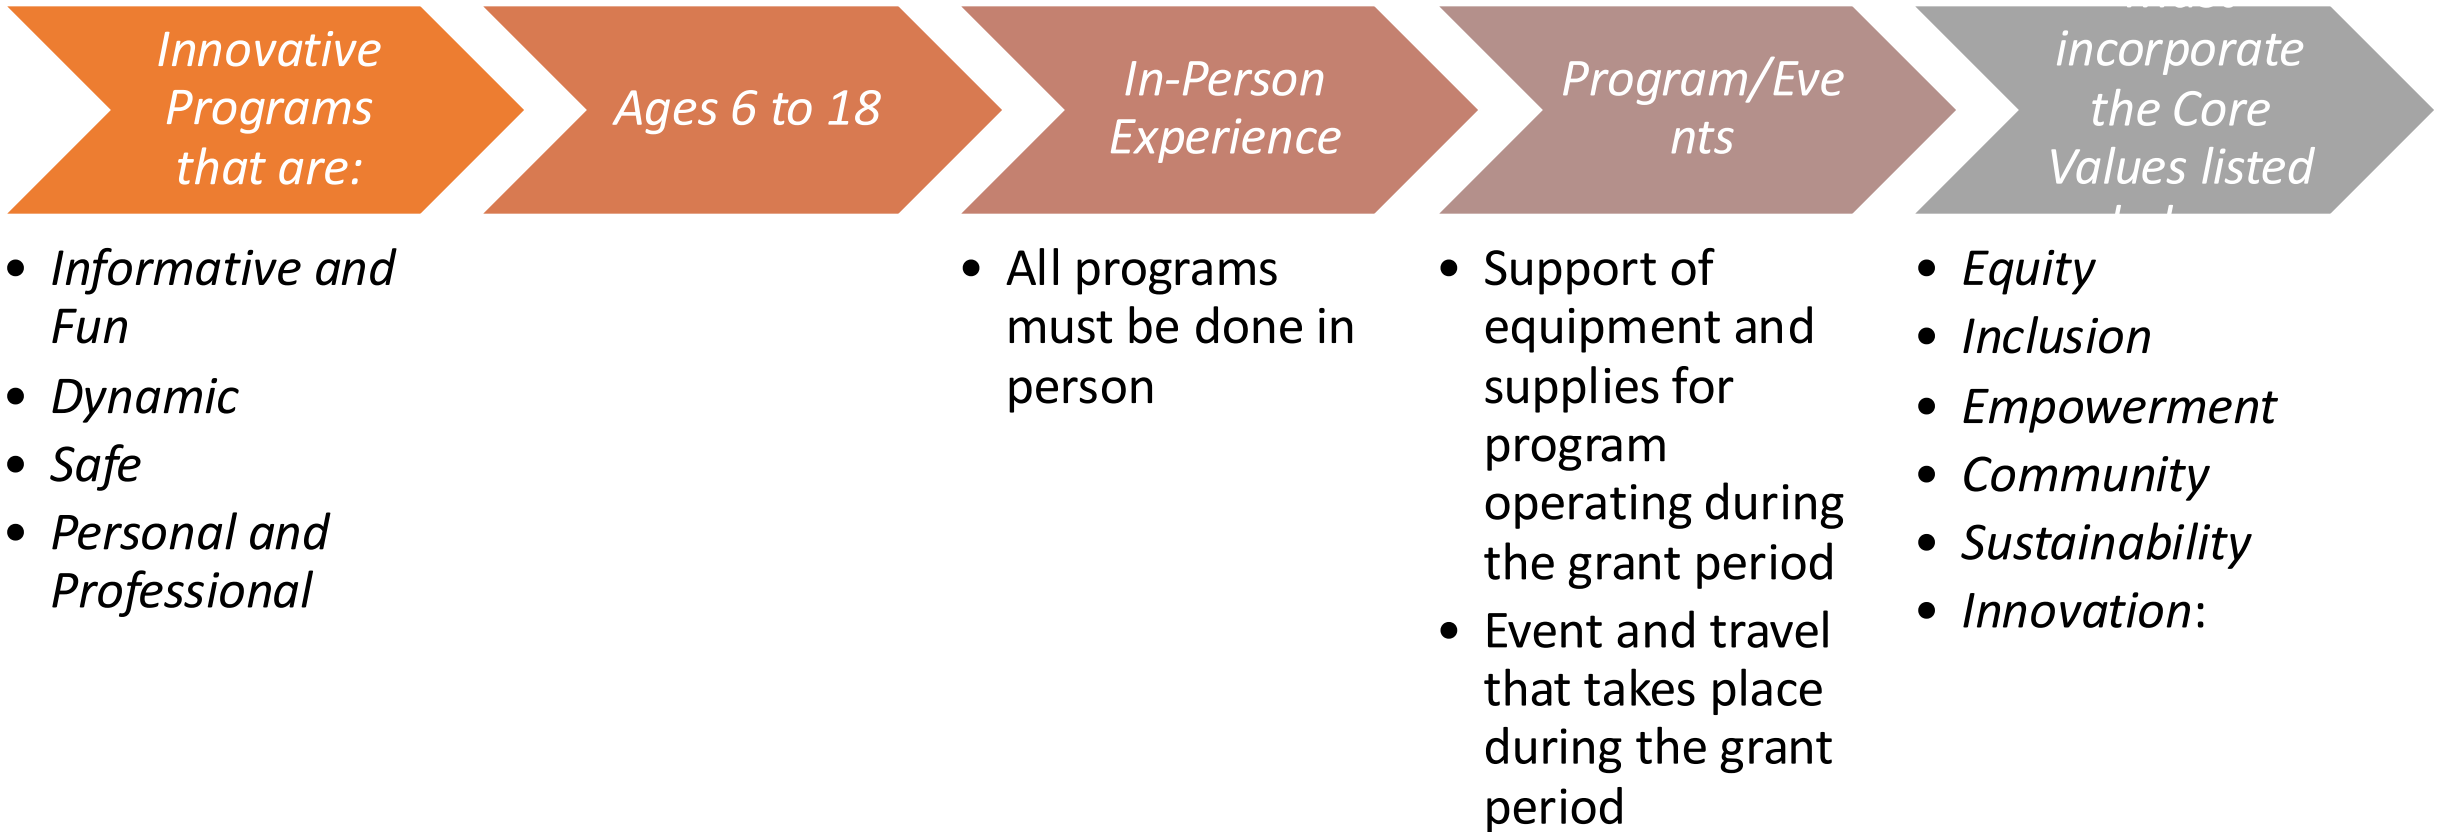 Innovative
Programs
that are:
• Informative and
Fun
• Dynamic
• Safe
• Personal and
Professional
Ages 6 to 18
In-Person
Experience
• All programs
must be done in
person
Program/Eve
nts
• Support of
equipment and
supplies for
program
operating during
the grant period
• Event and travel
that takes place
during the grant
period
incorporate
the Core
Values listed
• Equity
• Inclusion
• Empowerment
• Community
• Sustainability
• Innovation: